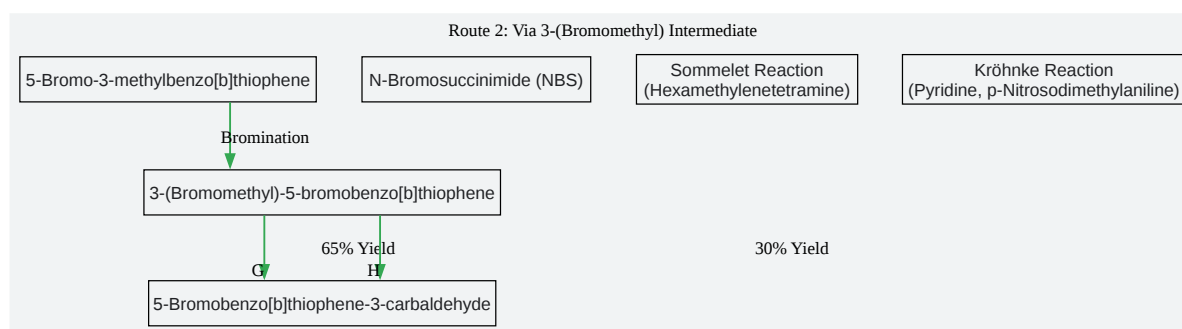 Route 2: Via 3-(Bromomethyl) Intermediate
5-Bromo-3-methylbenzo[b]thiophene
N-Bromosuccinimide (NBS)
Sommelet Reaction
(Hexamethylenetetramine)
Kröhnke Reaction
(Pyridine, p-Nitrosodimethylaniline)
Bromination
3-(Bromomethyl)-5-bromobenzo[b]thiophene
65% Yield
30% Yield
G
H
5-Bromobenzo[b]thiophene-3-carbaldehyde